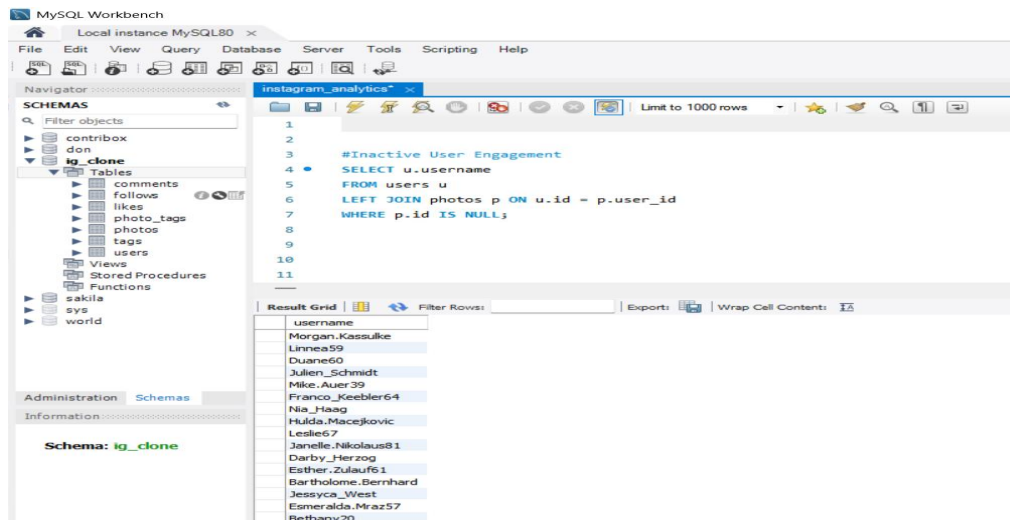 MySQL Workbench
Local instance MySQL80
File Edit View Query Database Server Tools Scripting Help
Navigator
SCHEMAS
Filter objects
contribox
don
ig_clone
Tables
comments
follows
likes
photo_tags
photos
tags
users
Views
Stored Procedures
Functions
sakila
sys
world
Administration Schemas
Information
Schema: ig_clone
instagram_analytics*
Limit to 1000 rows
1
2
3 #Inactive User Engagement
4 SELECT u.username
5 FROM users u
6 LEFT JOIN photos p ON u.id = p.user_id
7 WHERE p.id IS NULL;
8
9
10
11
Result Grid Filter Rows: Export: Wrap Cell Content:
username
Morgan.Kassulke
Linnea59
Duane60
Julien_Schmidt
Mike.Auer39
Franco_Keebler64
Nia_Haag
Hulda.Macejkovic
Leslie67
Janelle.Nikolaus81
Darby_Herzog
Esther.Zulauf61
Bartholome.Bernhard
Jessyca_West
Esmeralda.Mraz57
Bethany20